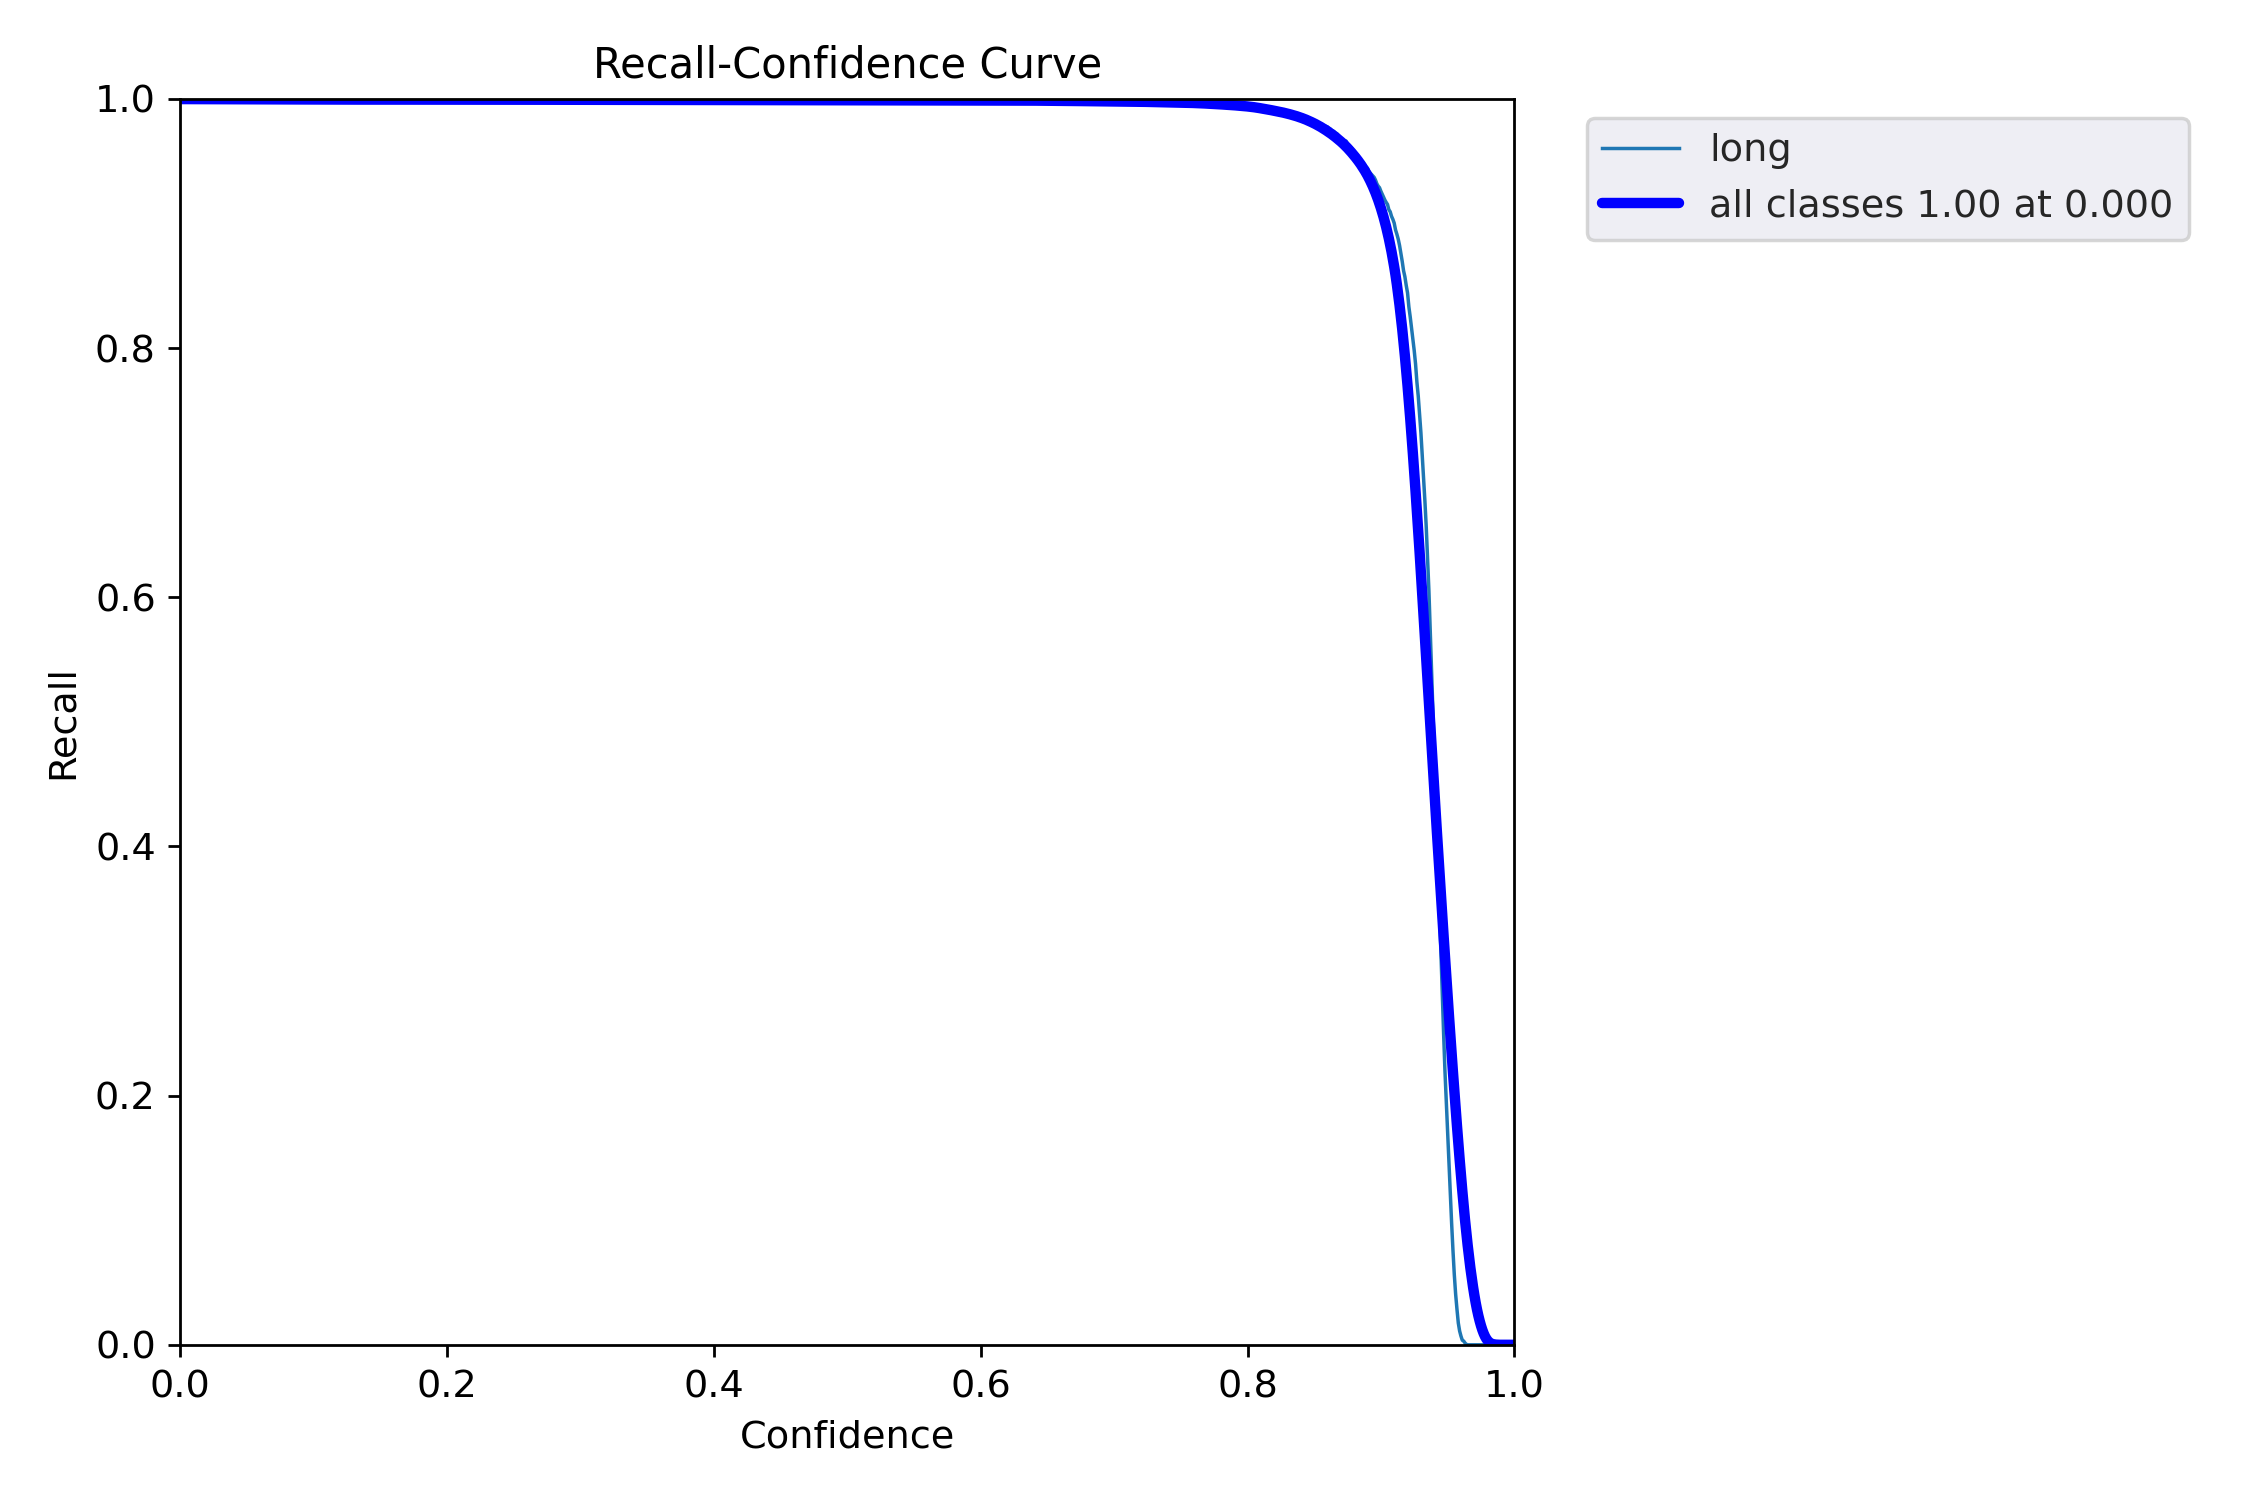 Recall-Confidence Curve
long
all classes 1.00 at 0.000
1.0
0.8
0.6
0.4
0.2
0.0
Recall
0.0 0.2 0.4 0.6 0.8 1.0
Confidence